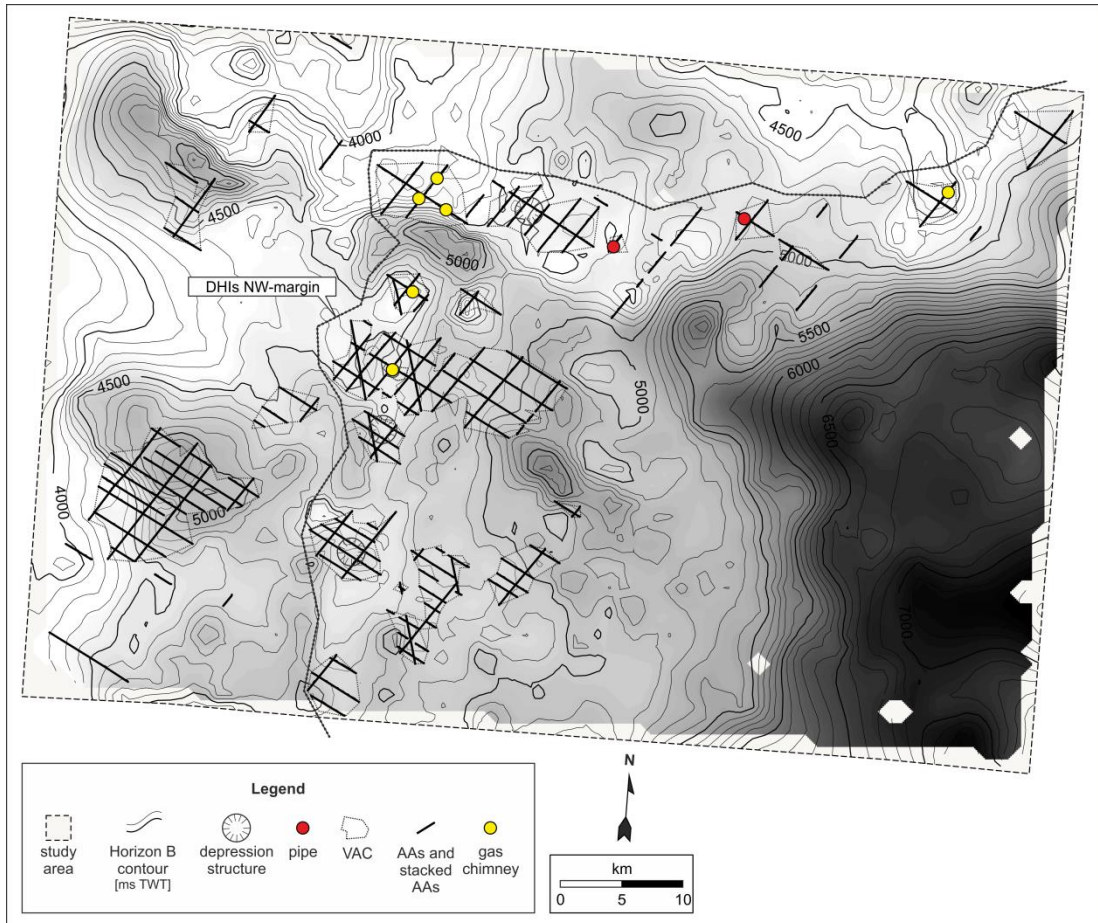 4000
4500
4500
5000
DHIs NW-margin
5000
5500
4500
5000
6000
6500
4000
5000
7000
N
Legend
study area
Horizon B contour [ms TWT]
depression structure
pipe
VAC
AAs and stacked AAs
gas chimney
km
0 5 10